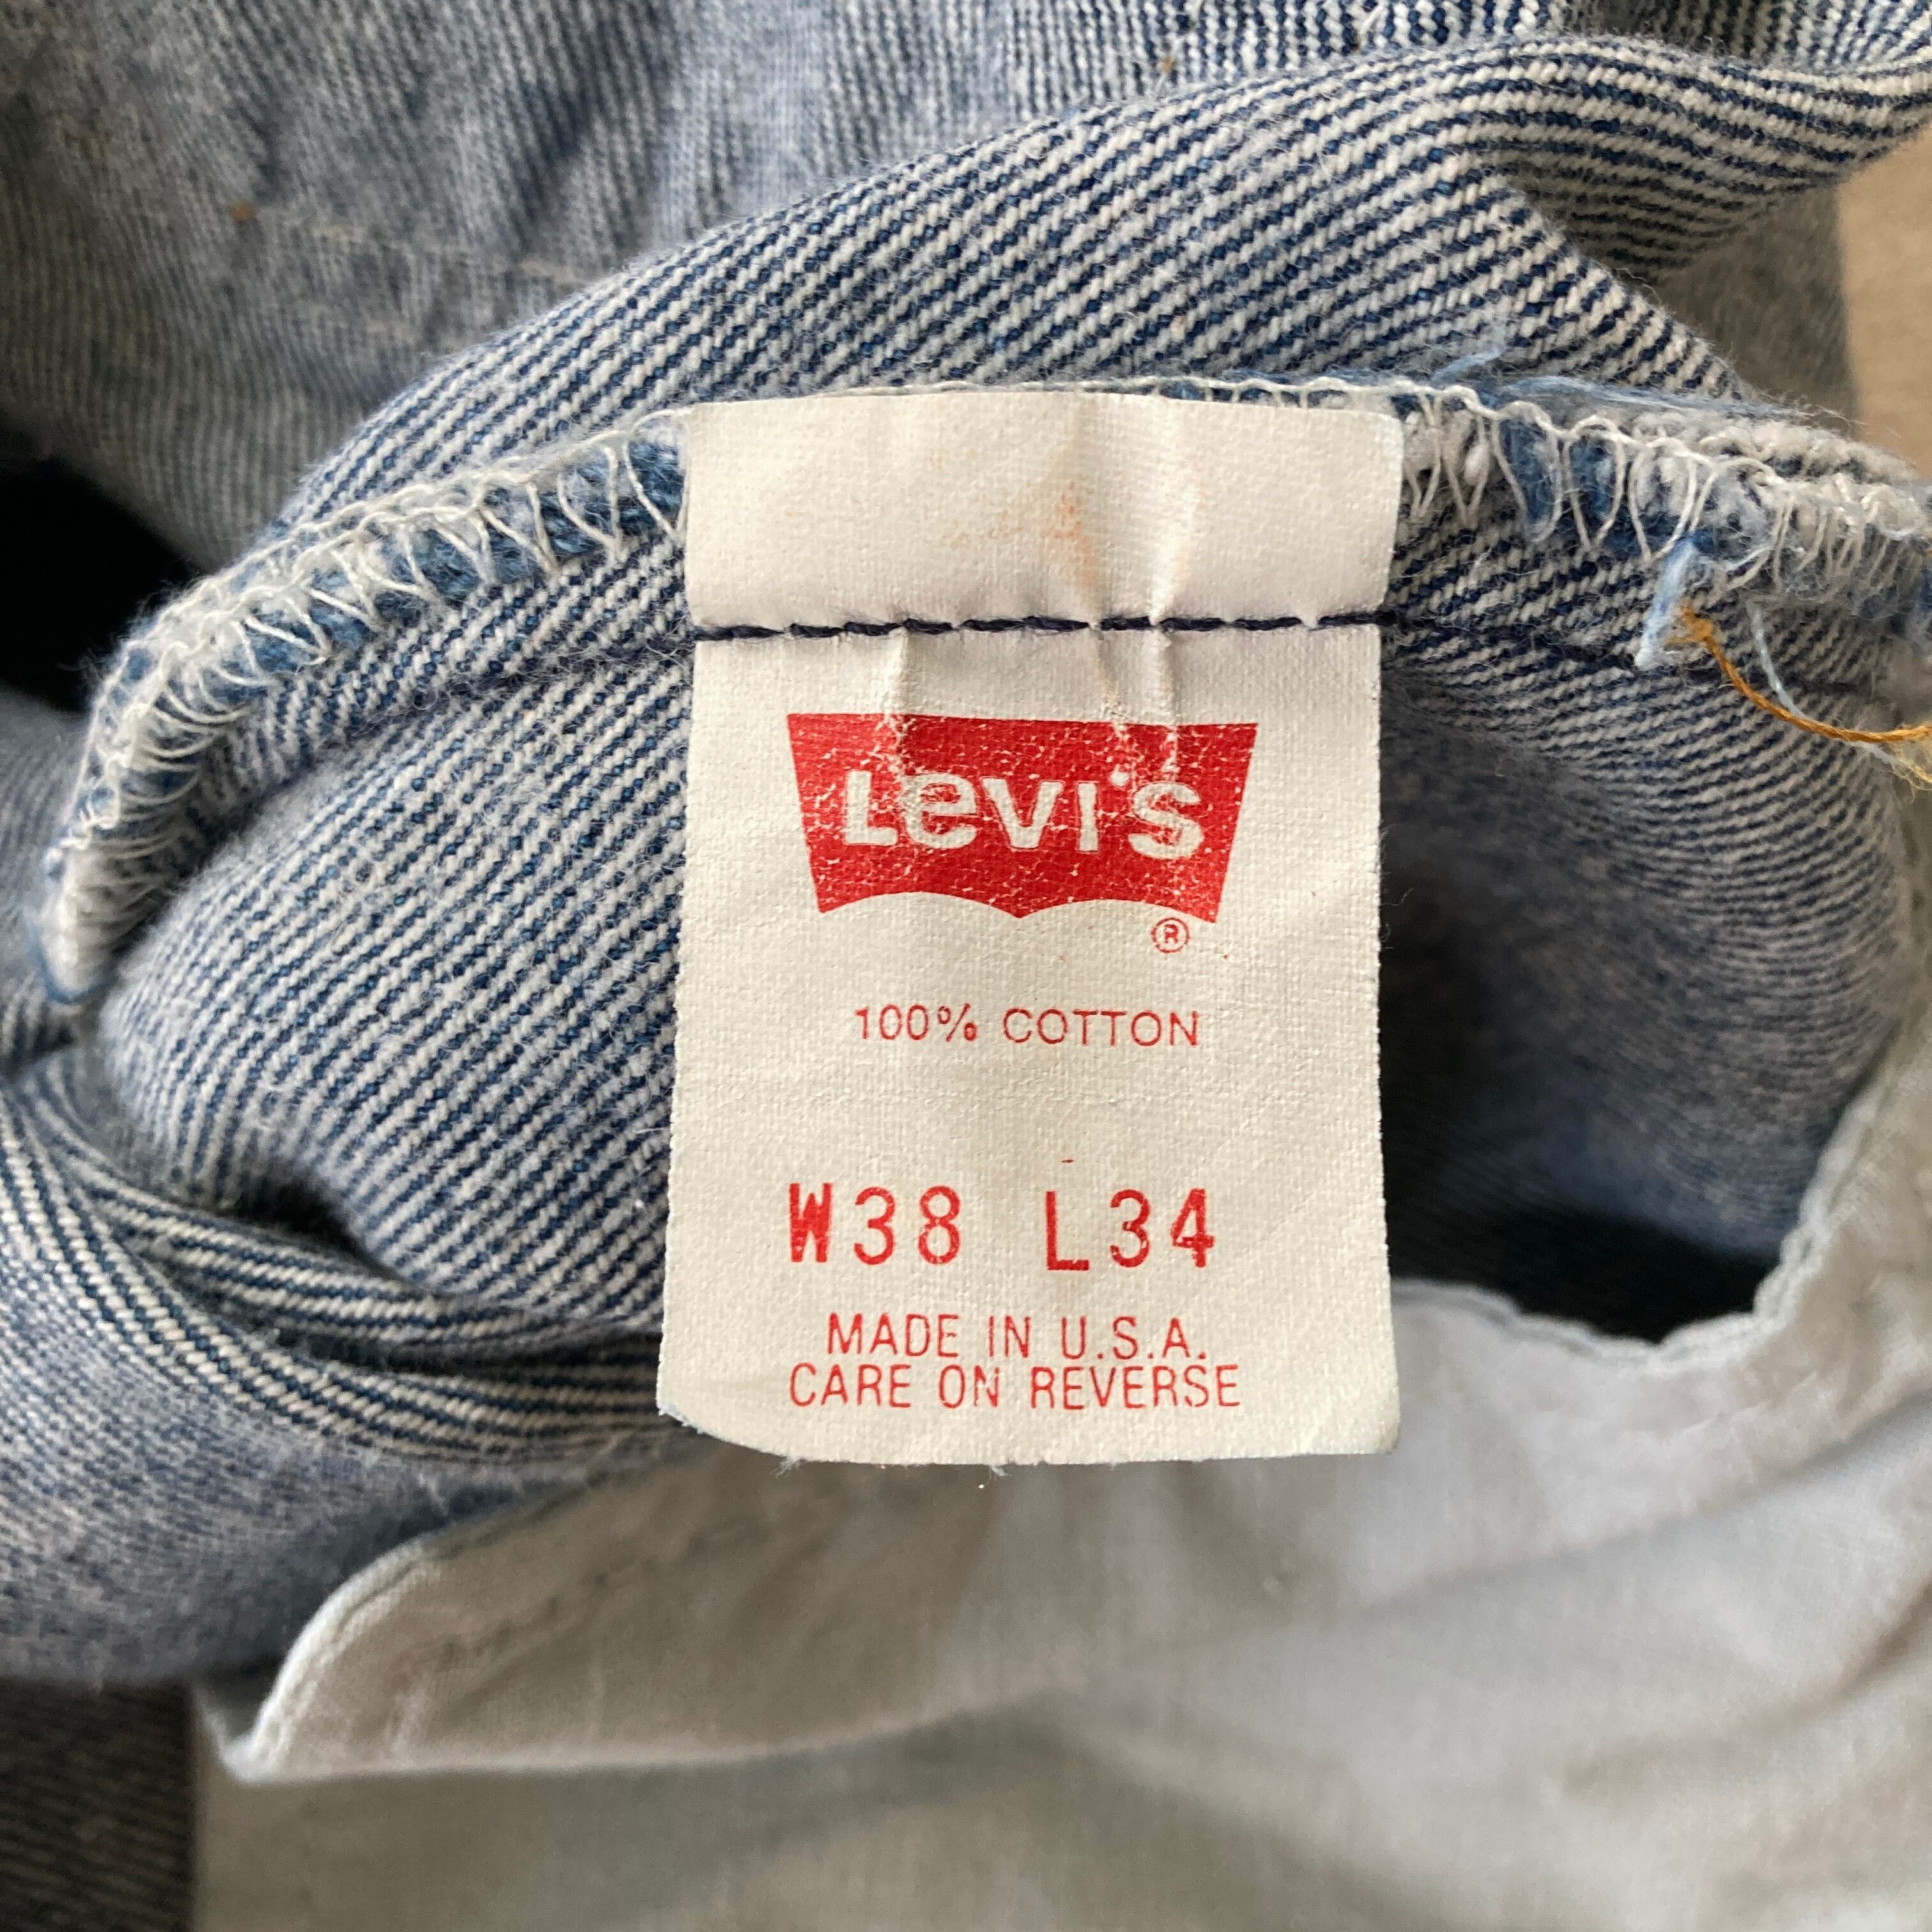 Levi's
®
100% COTTON
W38 L34
MADE IN U.S.A.
CARE ON REVERSE